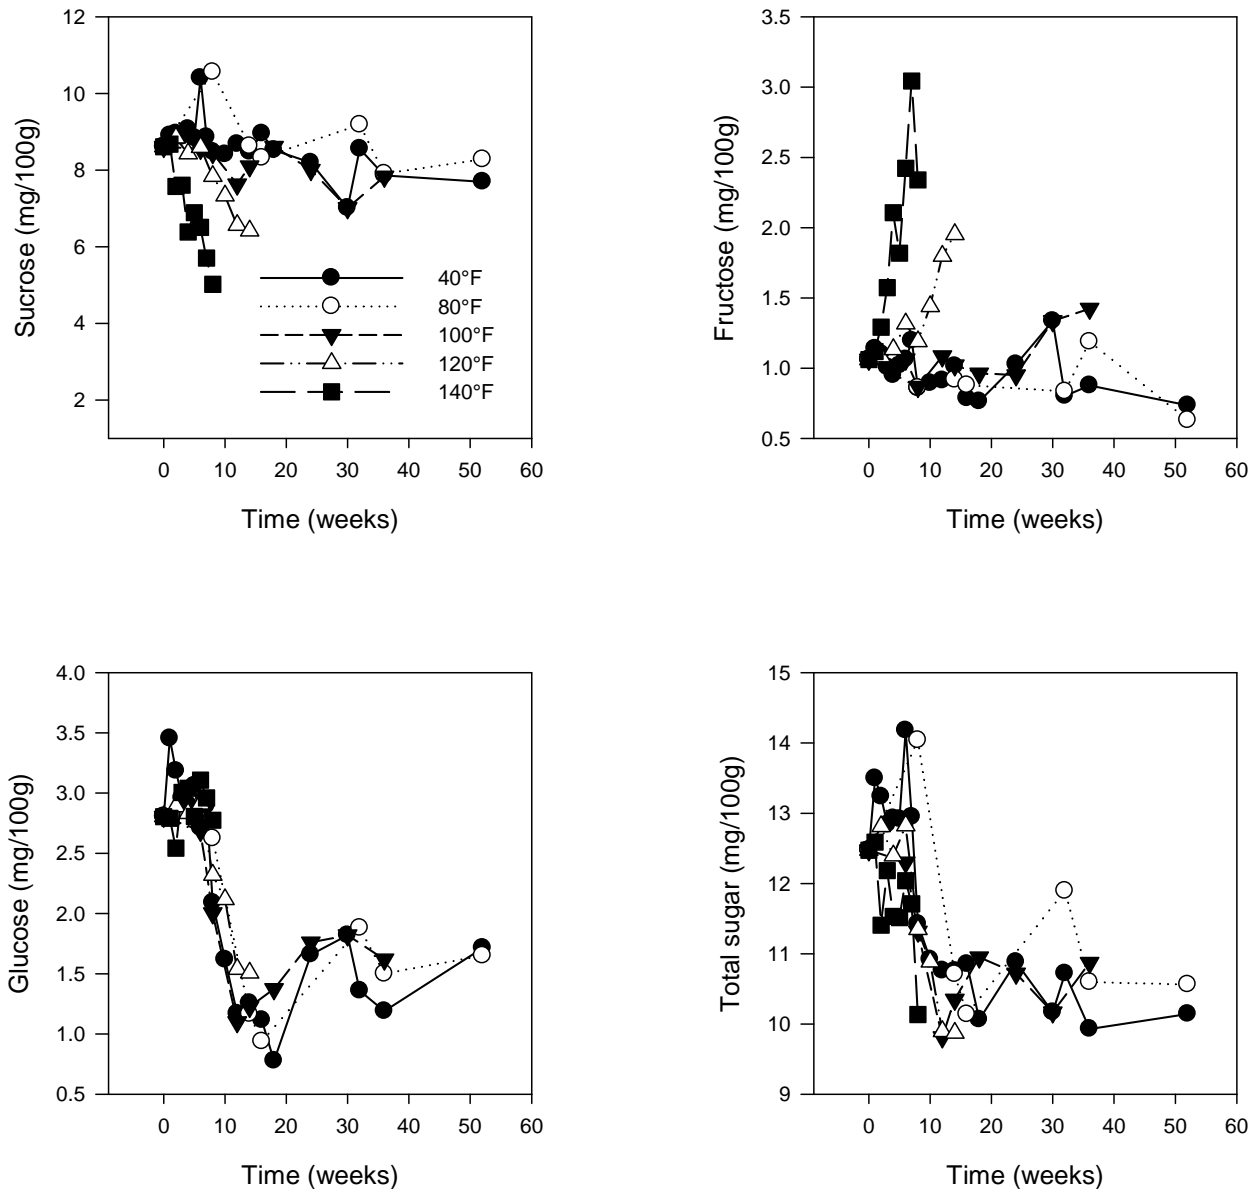 12
10
8
6
4
2
Sucrose (mg/100g)
40°F
80°F
100°F
120°F
140°F
0 10 20 30 40 50 60
Time (weeks)
3.5
3.0
2.5
2.0
1.5
1.0
0.5
Fructose (mg/100g)
0 10 20 30 40 50 60
Time (weeks)
4.0
3.5
3.0
2.5
2.0
1.5
1.0
0.5
Glucose (mg/100g)
0 10 20 30 40 50 60
Time (weeks)
15
14
13
12
11
10
9
Total sugar (mg/100g)
0 10 20 30 40 50 60
Time (weeks)